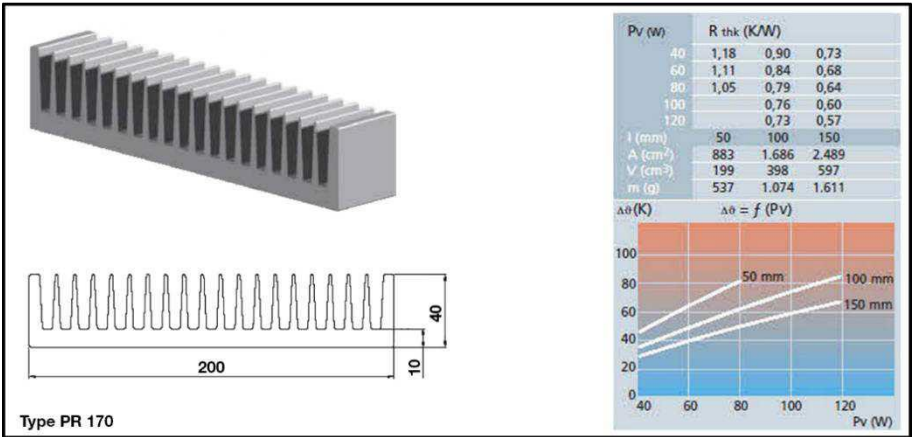 Pv (W) R thk (K/W)
40 1,18 0,90 0,73
60 1,11 0,84 0,68
80 1,05 0,79 0,64
100 0,76 0,60
120 0,73 0,57
l (mm) 50 100 150
A (cm²) 883 1.686 2.489
V (cm³) 199 398 597
m (g) 537 1.074 1.611
Δϑ(K) Δϑ = f (Pv)
100
80
60
40
20
0
50 mm
100 mm
150 mm
40 60 80 100 120
Pv (W)
40
10
200
Type PR 170